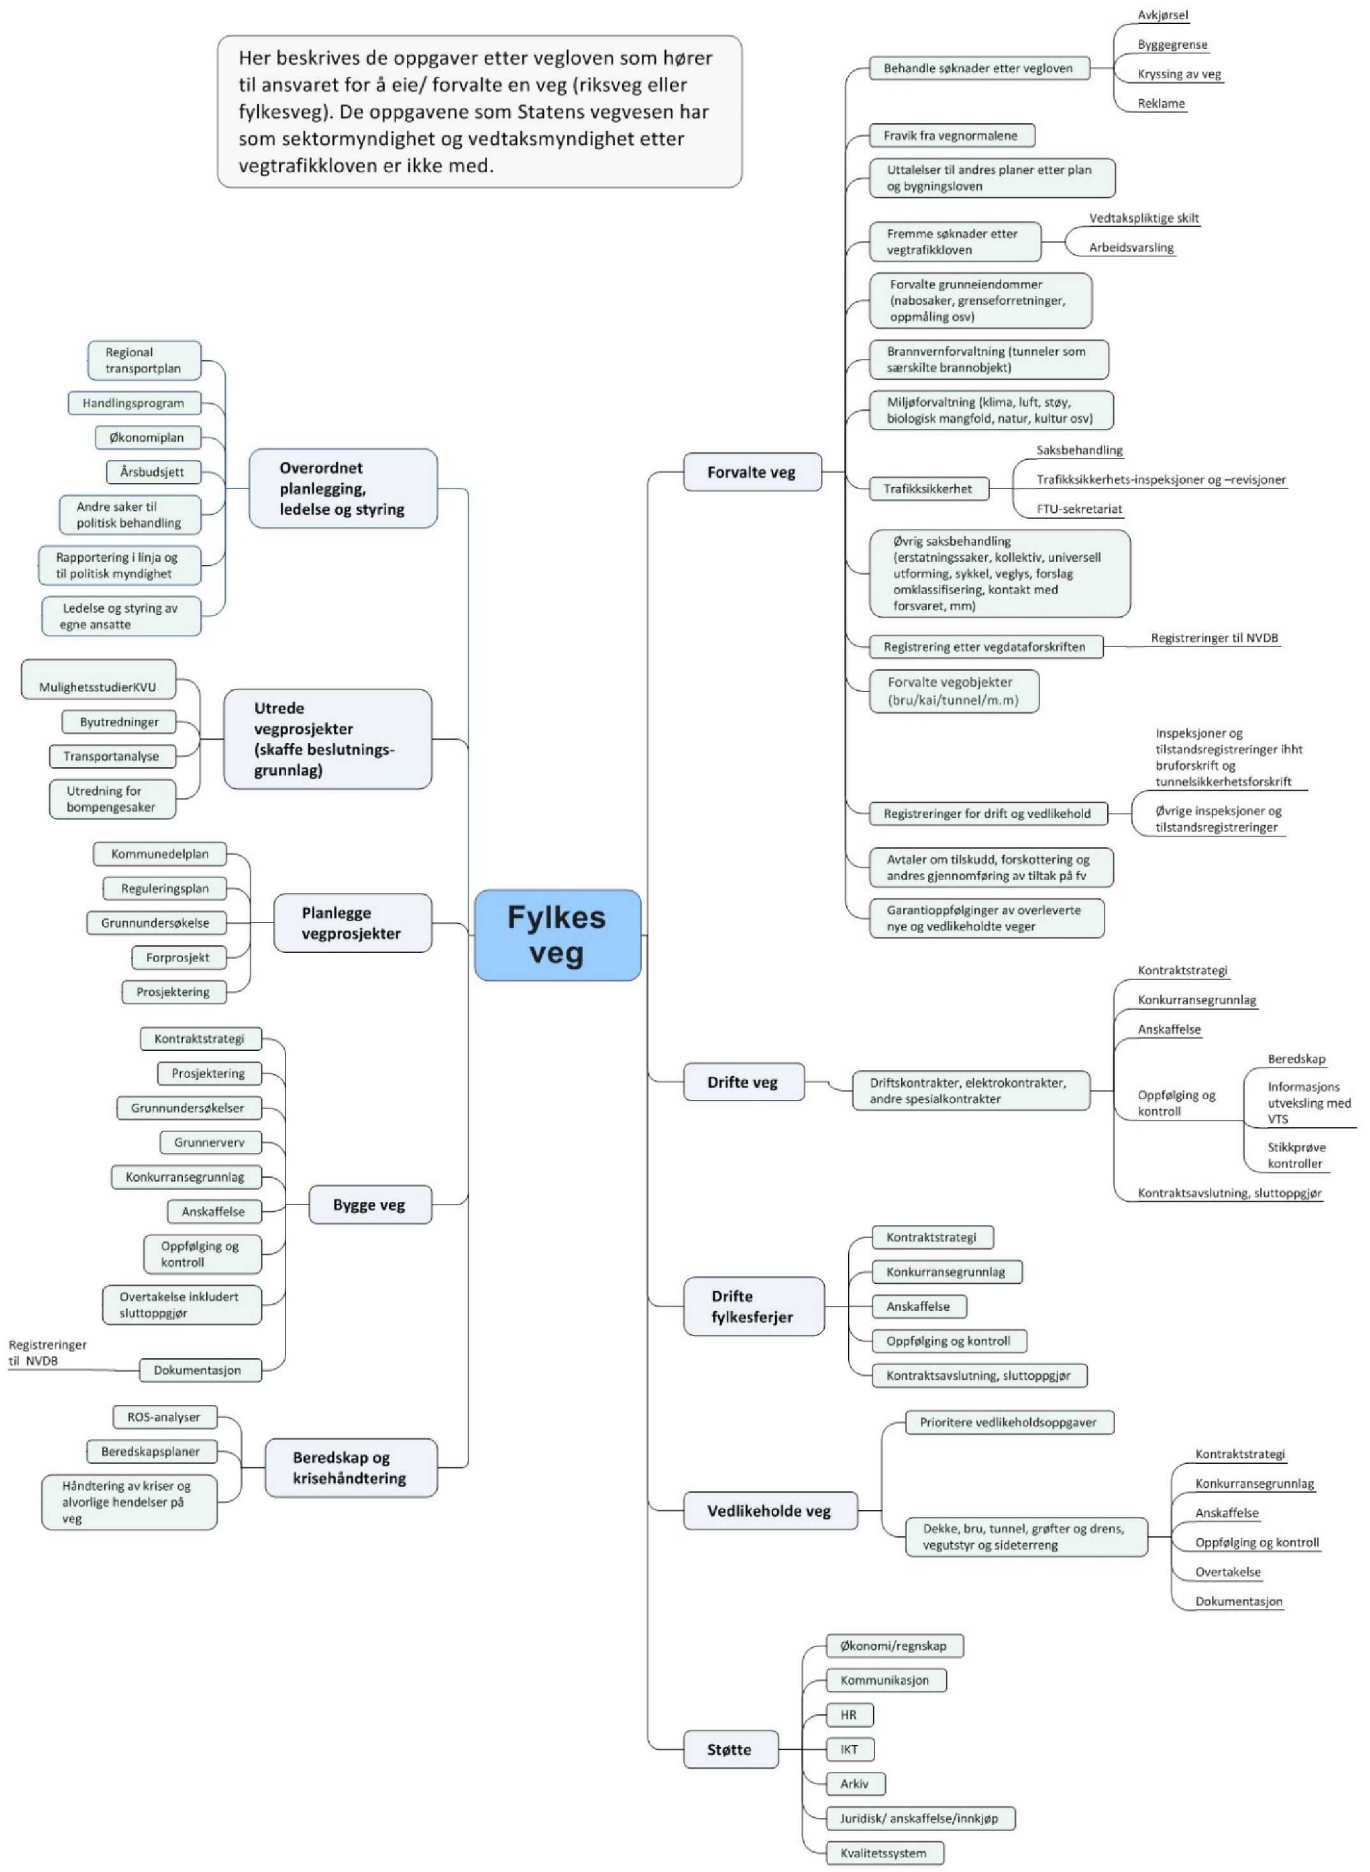 Her beskrives de oppgaver etter vegloven som hører
til ansvaret for å eie/ forvalte en veg (riksveg eller
fylkesveg). De oppgavene som Statens vegvesen har
som sektormyndighet og vedtaksmyndighet etter
vegtrafikkloven er ikke med.
Fylkes
veg
Overordnet
planlegging,
ledelse og styring
Regional
transportplan
Handlingsprogram
Økonomiplan
Årsbudsjett
Andre saker til
politisk behandling
Rapportering i linja og
til politisk myndighet
Ledelse og styring av
egne ansatte
Utrede
vegprosjekter
(skaffe beslutnings-
grunnlag)
MulighetsstudierKVU
Byutredninger
Transportanalyse
Utredning for
bompengesaker
Planlegge
vegprosjekter
Kommunedelplan
Reguleringsplan
Grunnundersøkelse
Forprosjekt
Prosjektering
Bygge veg
Kontraktstrategi
Prosjektering
Grunnundersøkelser
Grunnerverv
Konkurransegrunnlag
Anskaffelse
Oppfølging og
kontroll
Overtakelse inkludert
sluttoppgjør
Dokumentasjon
Registreringer
til NVDB
Beredskap og
krisehåndtering
ROS-analyser
Beredskapsplaner
Håndtering av kriser og
alvorlige hendelser på
veg
Forvalte veg
Behandle søknader etter vegloven
Avkjørsel
Byggegrense
Kryssing av veg
Reklame
Fravik fra vegnormalene
Uttalelser til andres planer etter plan
og bygningsloven
Fremme søknader etter
vegtrafikkloven
Vedtakspliktige skilt
Arbeidsvarsling
Forvalte grunneiendommer
(nabosaker, grenseforretninger,
oppmåling osv)
Brannvernforvaltning (tunneler som
særskilte brannobjekt)
Miljøforvaltning (klima, luft, støy,
biologisk mangfold, natur, kultur osv)
Trafikksikkerhet
Saksbehandling
Trafikksikkerhets-inspeksjoner og –revisjoner
FTU-sekretariat
Øvrig saksbehandling
(erstatningssaker, kollektiv, universell
utforming, sykkel, veglys, forslag
omklassifisering, kontakt med
forsvaret, mm)
Registrering etter vegdataforskriften
Registreringer til NVDB
Forvalte vegobjekter
(bru/kai/tunnel/m.m)
Registreringer for drift og vedlikehold
Inspeksjoner og
tilstandsregistreringer ihht
bruforskrift og
tunnelsikkerhetsforskrift
Øvrige inspeksjoner og
tilstandsregistreringer
Avtaler om tilskudd, forskottering og
andres gjennomføring av tiltak på fv
Garantioppfølginger av overleverte
nye og vedlikeholdte veger
Drifte veg
Driftskontrakter, elektrokontrakter,
andre spesialkontrakter
Kontraktstrategi
Konkurransegrunnlag
Anskaffelse
Oppfølging og
kontroll
Beredskap
Informasjons
utveksling med
VTS
Stikkprøve
kontroller
Kontraktsavslutning, sluttoppgjør
Drifte
fylkesferjer
Kontraktstrategi
Konkurransegrunnlag
Anskaffelse
Oppfølging og kontroll
Kontraktsavslutning, sluttoppgjør
Vedlikeholde veg
Prioritere vedlikeholdsoppgaver
Dekke, bru, tunnel, grøfter og drens,
vegutstyr og sideterreng
Kontraktstrategi
Konkurransegrunnlag
Anskaffelse
Oppfølging og kontroll
Overtakelse
Dokumentasjon
Støtte
Økonomi/regnskap
Kommunikasjon
HR
IKT
Arkiv
Juridisk/ anskaffelse/innkjøp
Kvalitetssystem